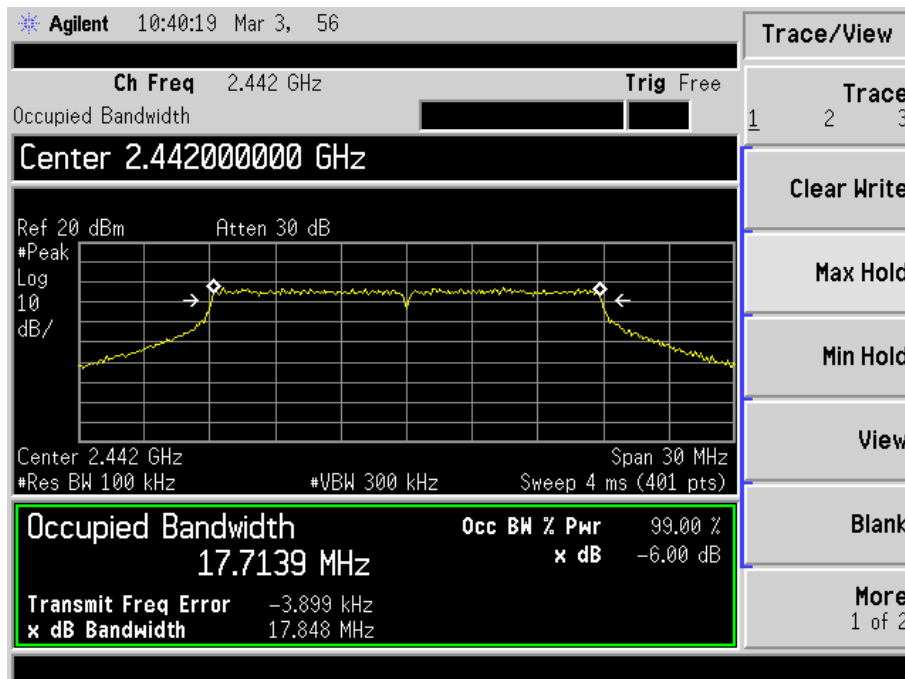 Agilent 10:40:19 Mar 3, 56
Trace/View
Ch Freq 2.442 GHz Trig Free
Occupied Bandwidth
Trace
1 2 3
Center 2.442000000 GHz
Clear Write
Ref 20 dBm Atten 30 dB
#Peak
Log
10
dB/
Max Hold
Min Hold
View
Center 2.442 GHz Span 30 MHz
#Res BW 100 kHz #VBW 300 kHz Sweep 4 ms (401 pts)
Occupied Bandwidth Occ BW % Pwr 99.00 %
17.7139 MHz x dB -6.00 dB
Blank
Transmit Freq Error -3.899 kHz
x dB Bandwidth 17.848 MHz
More
1 of 2